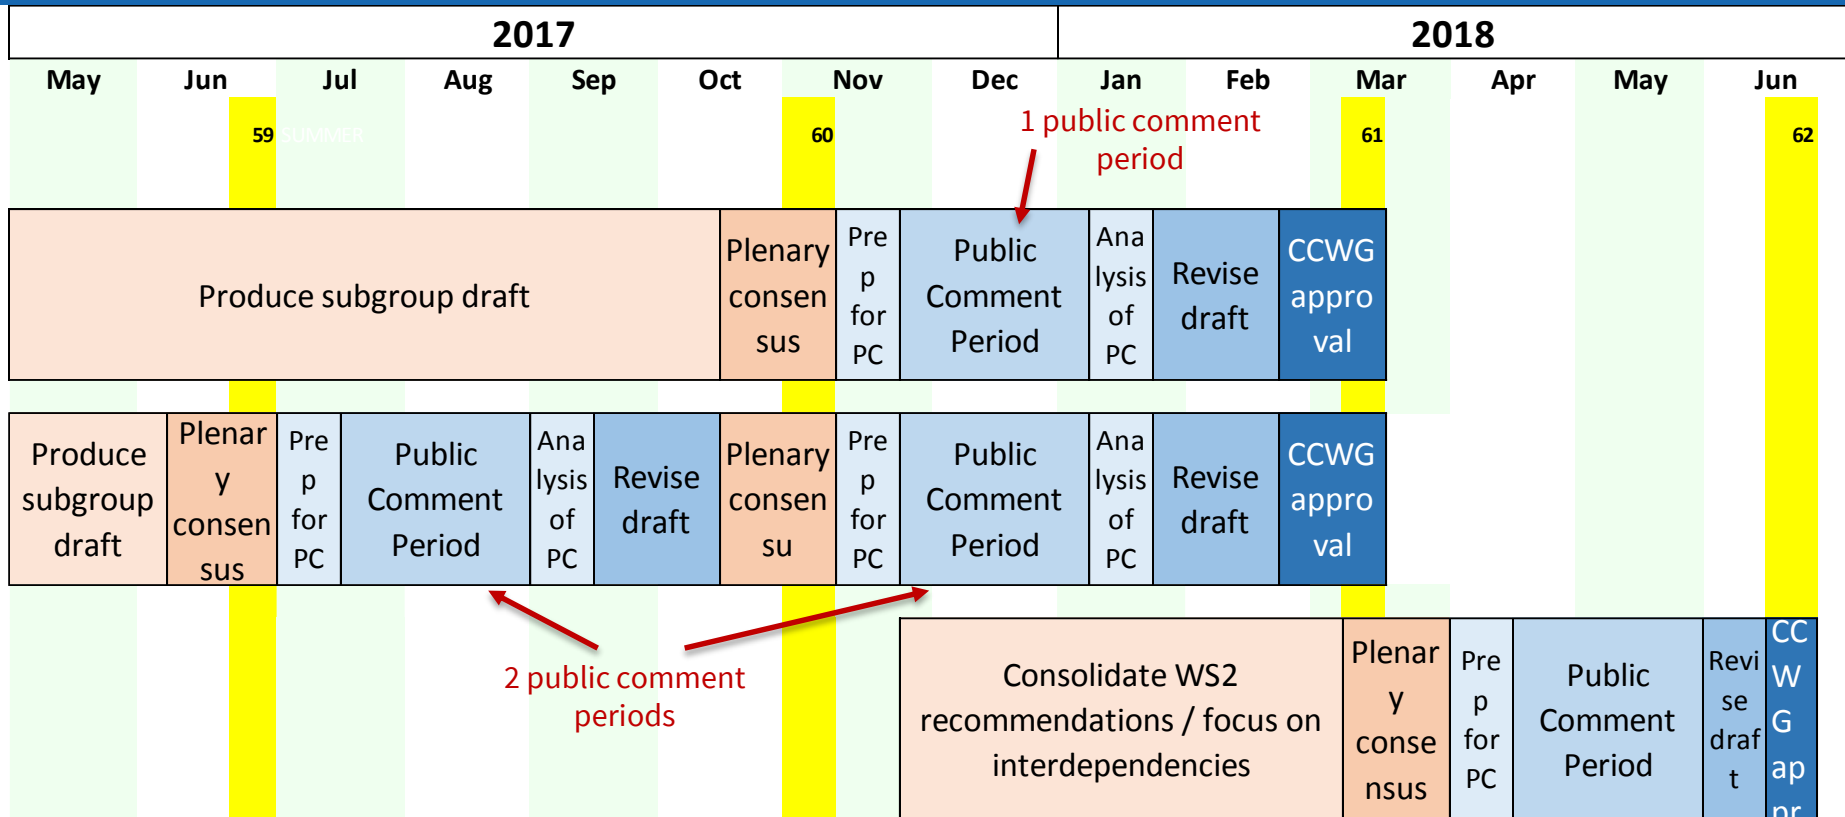 2017 2018
May Jun Jul Aug Sep Oct Nov Dec Jan Feb Mar Apr May Jun
59 SUMMER 60 61 62
1 public comment
period
Produce subgroup draft
Plenary
consen
sus
Pre
p
for
PC
Public
Comment
Period
Ana
lysis
of
PC
Revise
draft
CCWG
appro
val
Produce
subgroup
draft
Plenar
y
consen
sus
Pre
p
for
PC
Public
Comment
Period
Ana
lysis
of
PC
Revise
draft
Plenary
consen
su
Pre
p
for
PC
Public
Comment
Period
Ana
lysis
of
PC
Revise
draft
CCWG
appro
val
2 public comment
periods
Consolidate WS2
recommendations / focus on
interdependencies
Plenar
y
conse
nsus
Pre
p
for
PC
Public
Comment
Period
Revi
se
draf
t
CC
W
G
ap
pr